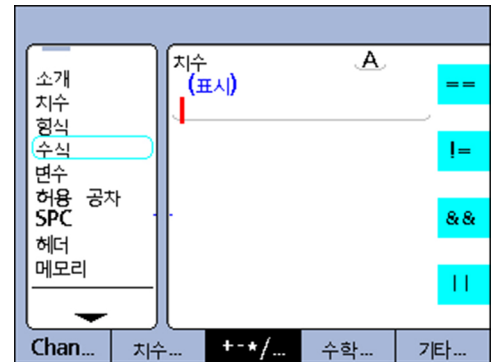 소개
치수
형식
수식
변수
허용 공차
SPC
헤더
메모리
치수
A
(표시)
==
!=
&&
||
Chan...
치수...
+-*/...
수학...
기타...